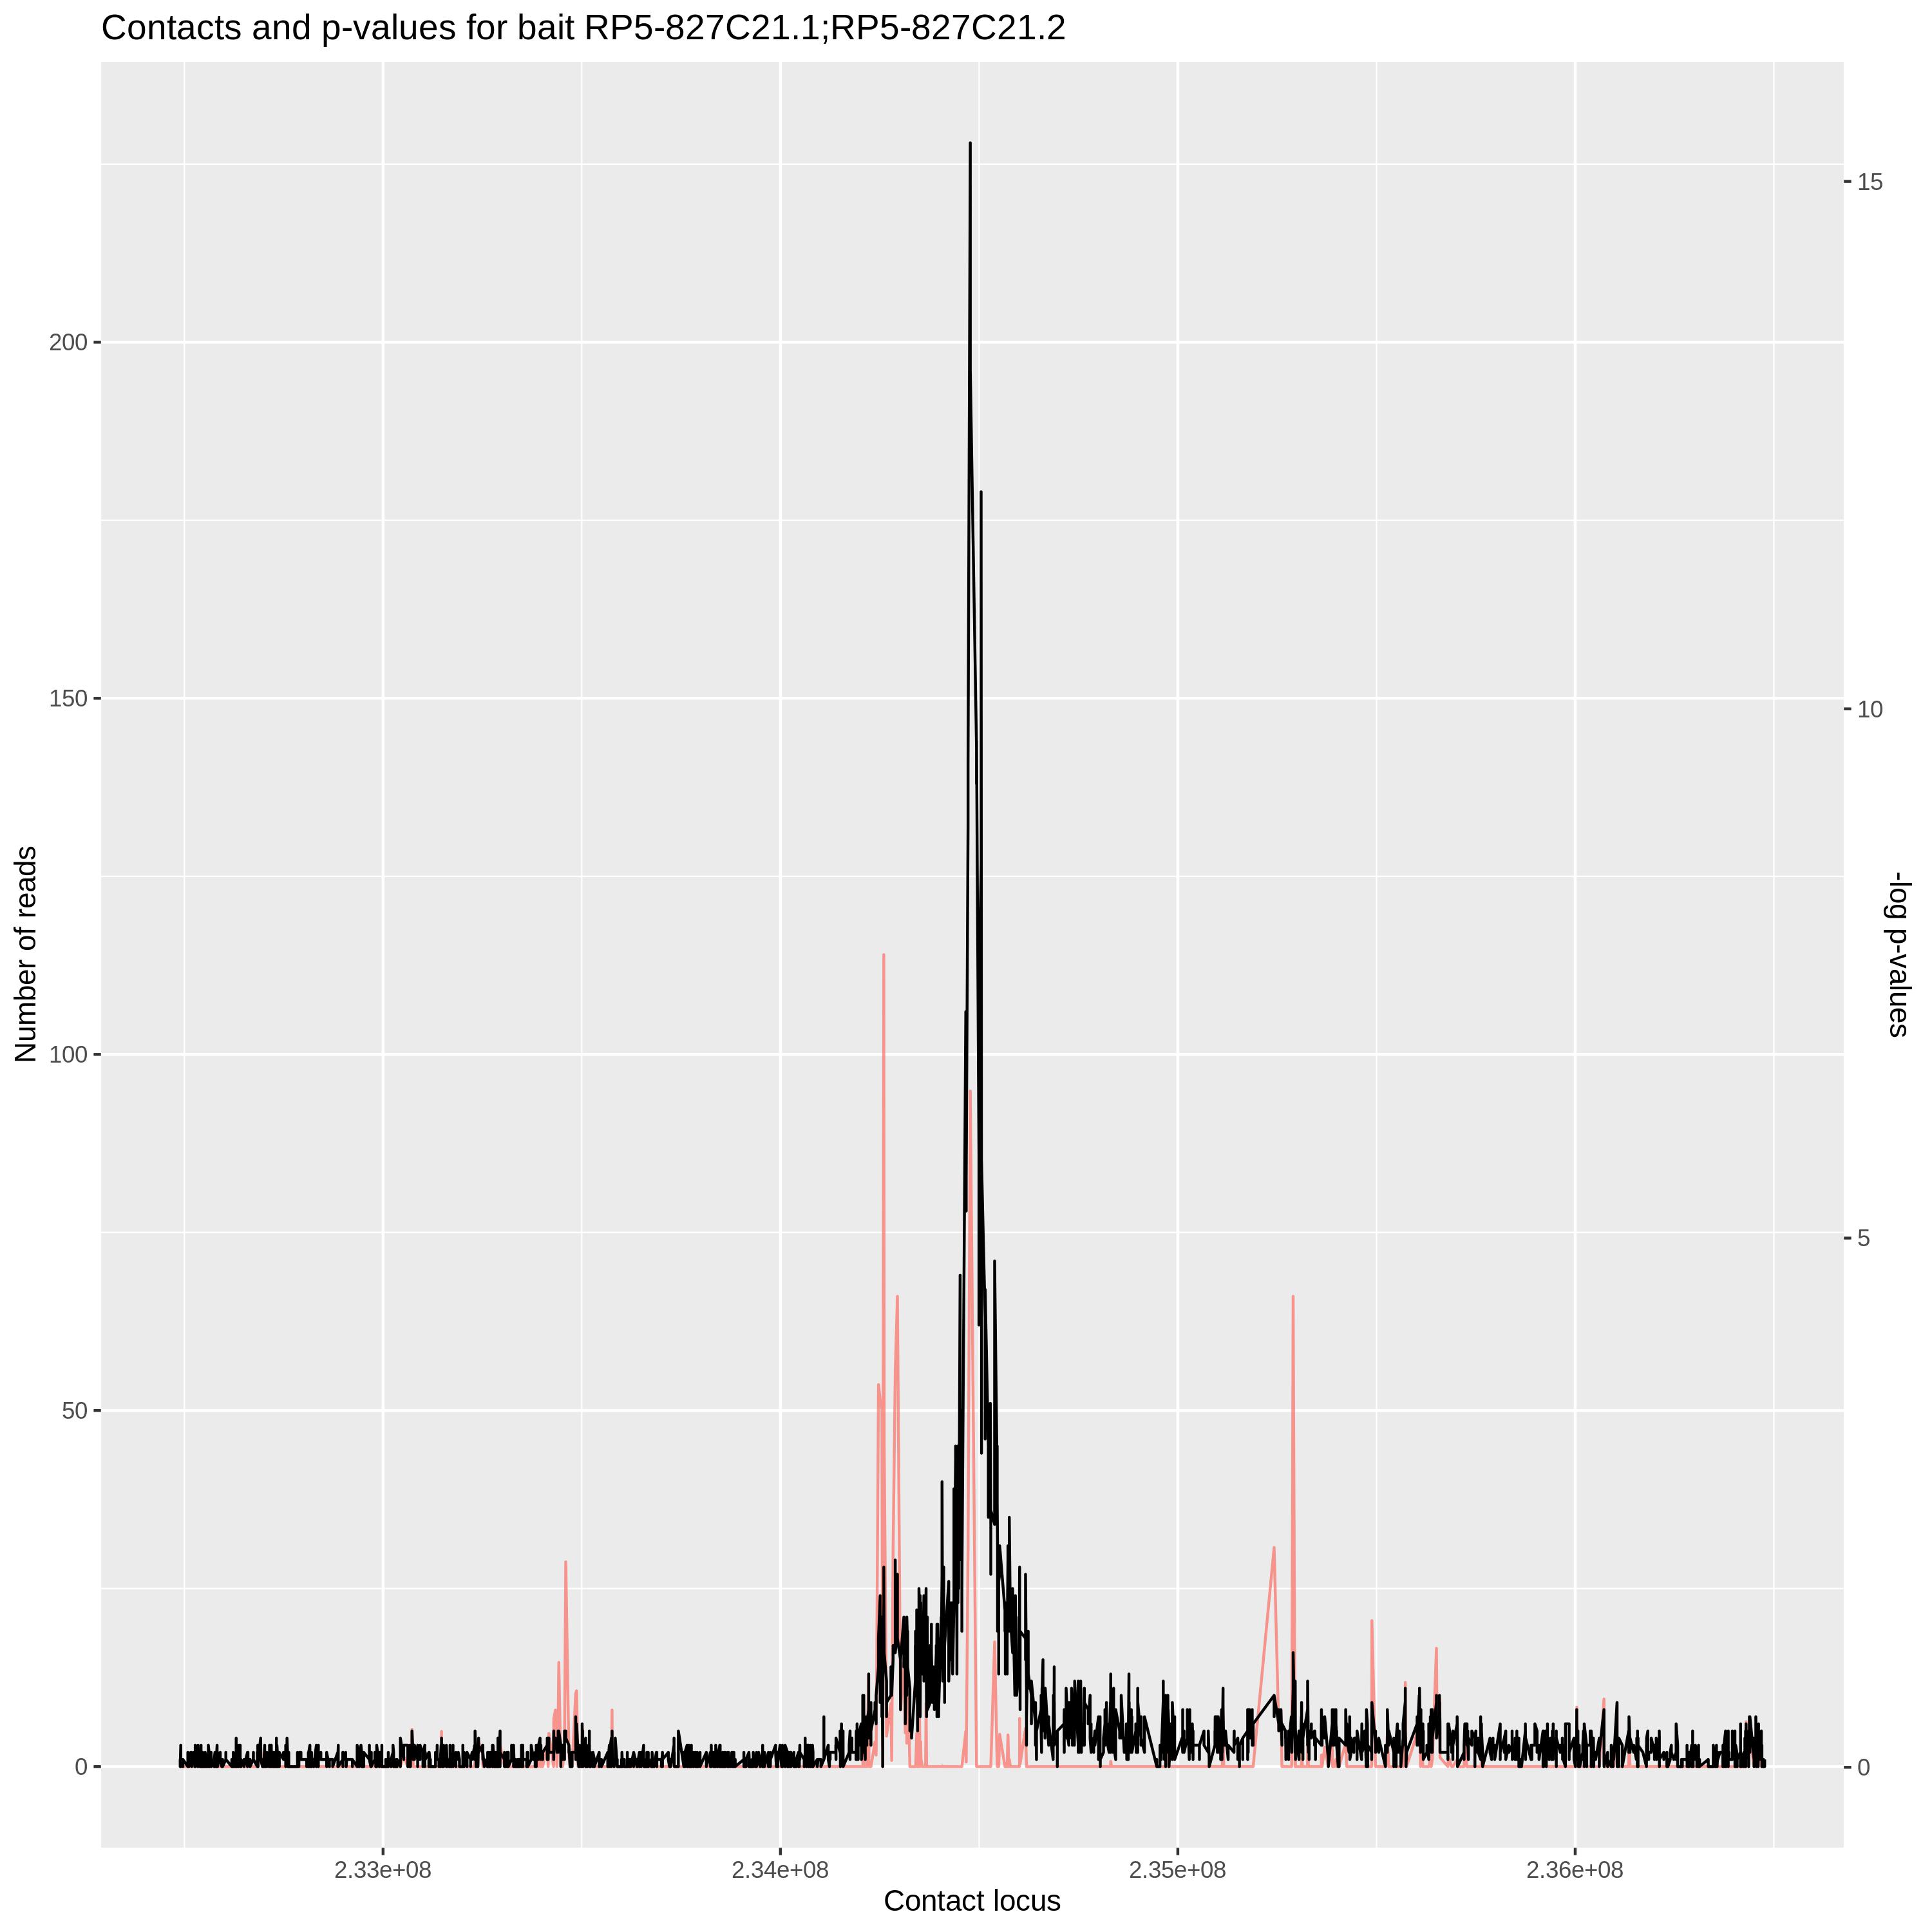 Contacts and p-values for bait RP5-827C21.1;RP5-827C21.2
15
200
150
10
Number of reads
-log p-values
100
5
50
0
0
2.33e+08
2.34e+08
2.35e+08
2.36e+08
Contact locus